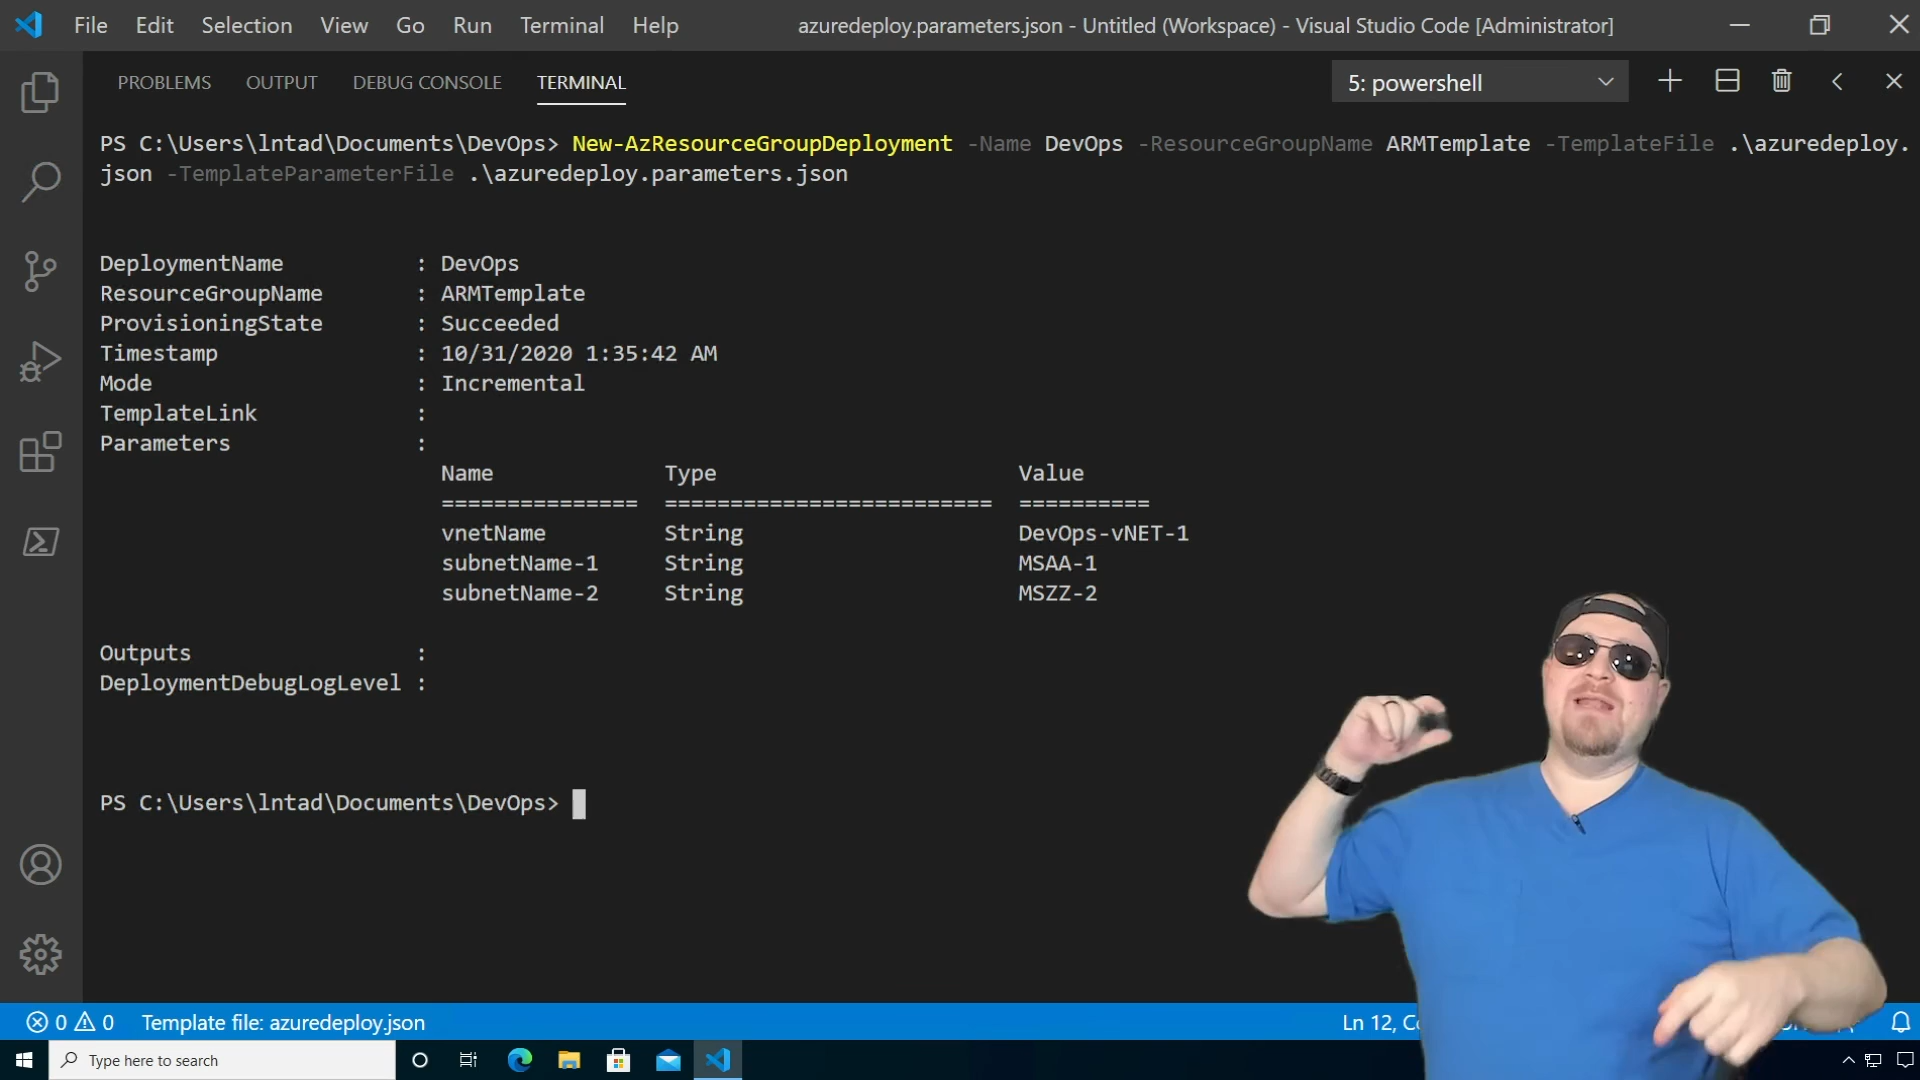 File Edit Selection View Go Run Terminal Help azuredeploy.parameters.json - Untitled (Workspace) - Visual Studio Code [Administrator]
PROBLEMS OUTPUT DEBUG CONSOLE TERMINAL 5: powershell
PS C:\Users\lntad\Documents\DevOps> New-AzResourceGroupDeployment -Name DevOps -ResourceGroupName ARMTemplate -TemplateFile .\azuredeploy.
json -TemplateParameterFile .\azuredeploy.parameters.json
DeploymentName : DevOps
ResourceGroupName : ARMTemplate
ProvisioningState : Succeeded
Timestamp : 10/31/2020 1:35:42 AM
Mode : Incremental
TemplateLink :
Parameters :
Name Type Value
=============== ========================= ==========
vnetName String DevOps-vNET-1
subnetName-1 String MSAA-1
subnetName-2 String MSZZ-2
Outputs :
DeploymentDebugLogLevel :
PS C:\Users\lntad\Documents\DevOps>
0 0 Template file: azuredeploy.json Ln 12,
Type here to search